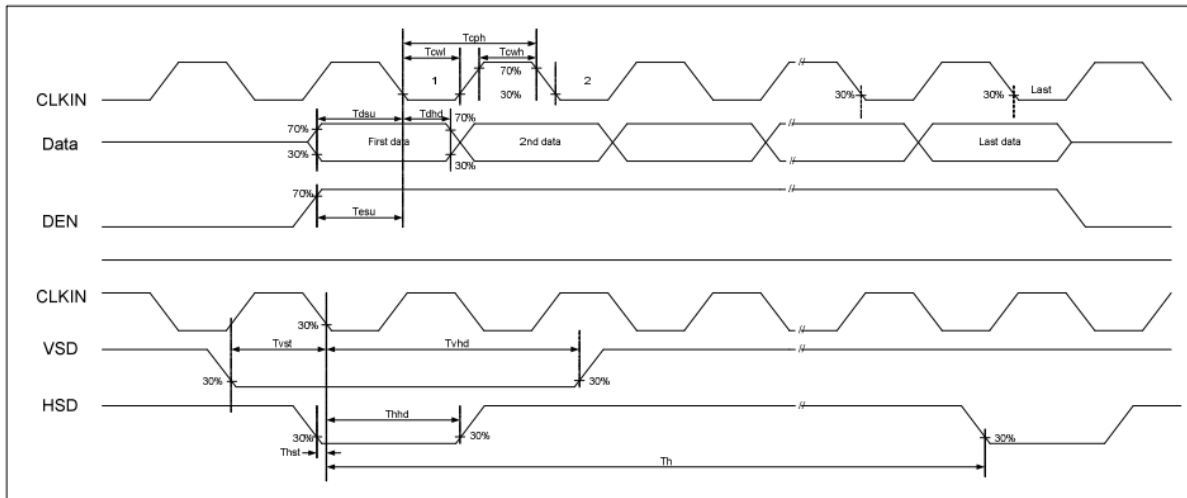 Tcph
Tcwl
Tcwh
1
70%
2
30%
30%
30%
Last
CLKIN
Tdsu
Tdhd
70%
70%
Data
First data
2nd data
Last data
30%
30%
70%
DEN
Tesu
CLKIN
30%
Tvst
Tvhd
VSD
30%
30%
HSD
Thhd
30%
30%
30%
Thst
Th